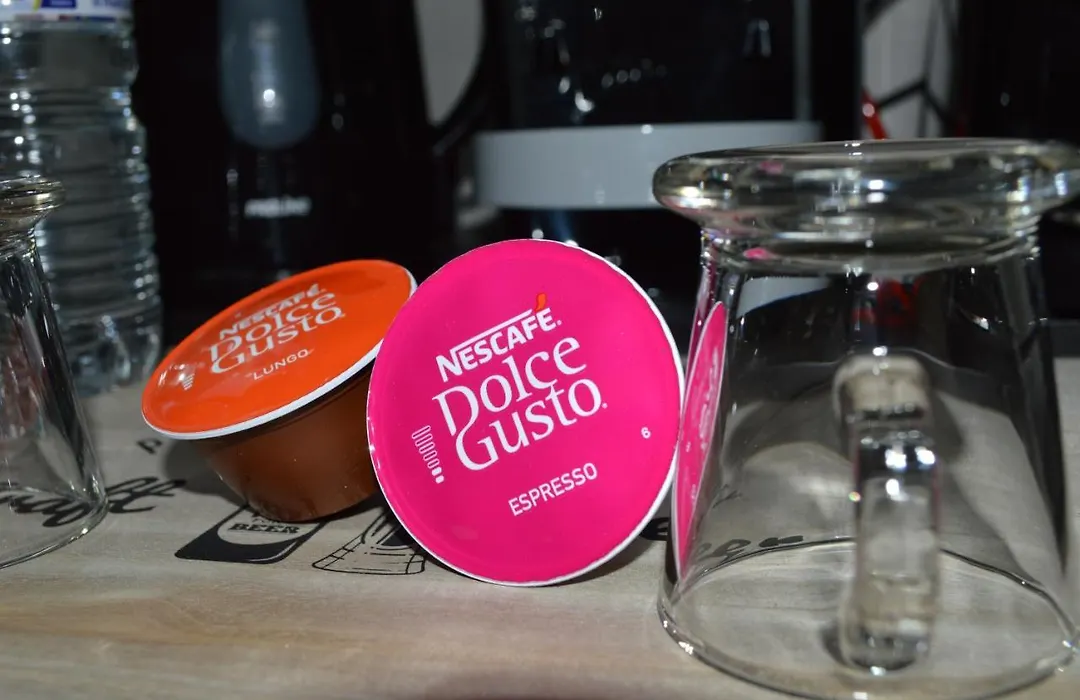 NESCAFÉ.
Dolce
Gusto
LUNGO
NESCAFÉ.
Dolce
Gusto.
6
ESPRESSO
BEER